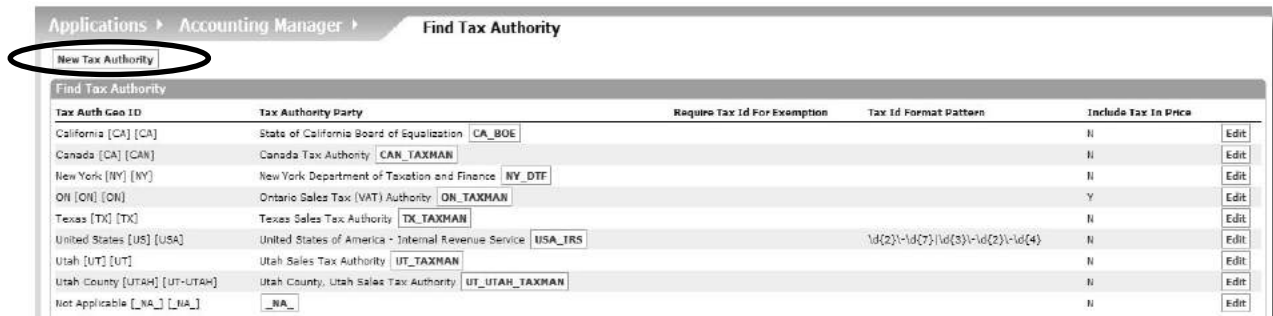 Applications Accounting Manager Find Tax Authority
New Tax Authority
Find Tax Authority
Tax Auth Geo ID Tax Authority Party Require Tax Id For Exemption Tax Id Format Pattern Include Tax In Price
California [CA] [CA] State of California Board of Equalization CA_BOE N Edit
Canada [CA] [CAN] Canada Tax Authority CAN_TAXMAN N Edit
New York [NY] [NY] New York Department of Taxation and Finance NY_DTF N Edit
ON [ON] [ON] Ontario Sales Tax (VAT) Authority ON_TAXMAN Y Edit
Texas [TX] [TX] Texas Sales Tax Authority TX_TAXMAN N Edit
United States [US] [USA] United States of America - Internal Revenue Service USA_IRS \d{2}\-\d{7}|\d{3}\-\d{2}\-\d{4} N Edit
Utah [UT] [UT] Utah Sales Tax Authority UT_TAXMAN N Edit
Utah County [UTAH] [UT-UTAH] Utah County, Utah Sales Tax Authority UT_UTAH_TAXMAN N Edit
Not Applicable [_NA_] [_NA_] _NA_ N Edit